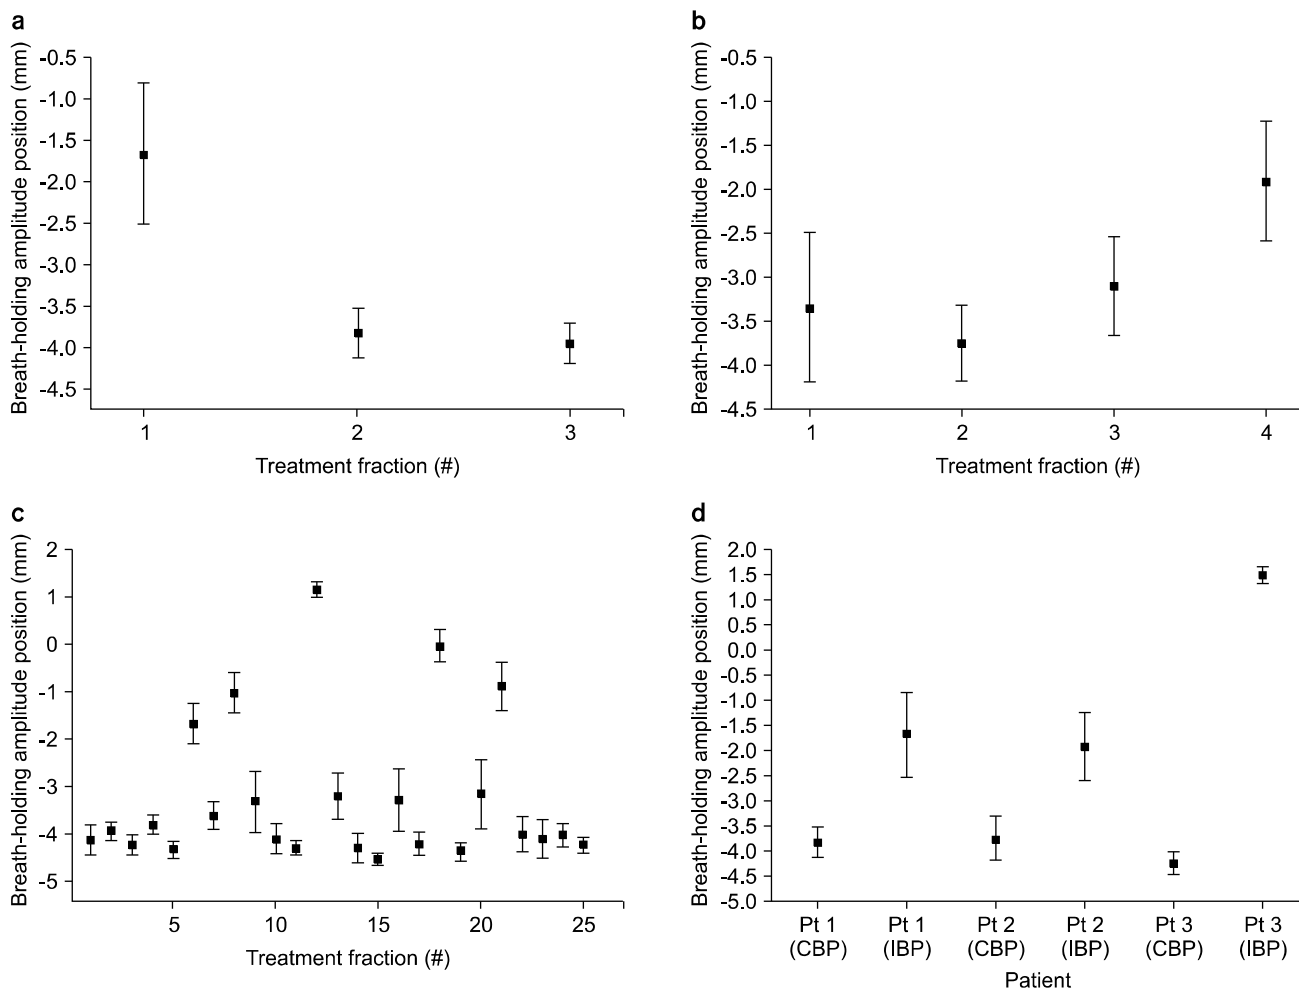 a
Breath-holding amplitude position (mm)
-0.5
-1.0
-1.5
-2.0
-2.5
-3.0
-3.5
-4.0
-4.5
1 2 3
Treatment fraction (#)
b
Breath-holding amplitude position (mm)
-0.5
-1.0
-1.5
-2.0
-2.5
-3.0
-3.5
-4.0
-4.5
1 2 3 4
Treatment fraction (#)
c
Breath-holding amplitude position (mm)
2
1
0
-1
-2
-3
-4
-5
5 10 15 20 25
Treatment fraction (#)
d
Breath-holding amplitude position (mm)
2.0
1.5
1.0
0.5
0.0
-0.5
-1.0
-1.5
-2.0
-2.5
-3.0
-3.5
-4.0
-4.5
-5.0
Pt 1 Pt 1 Pt 2 Pt 2 Pt 3 Pt 3
(CBP) (IBP) (CBP) (IBP) (CBP) (IBP)
Patient